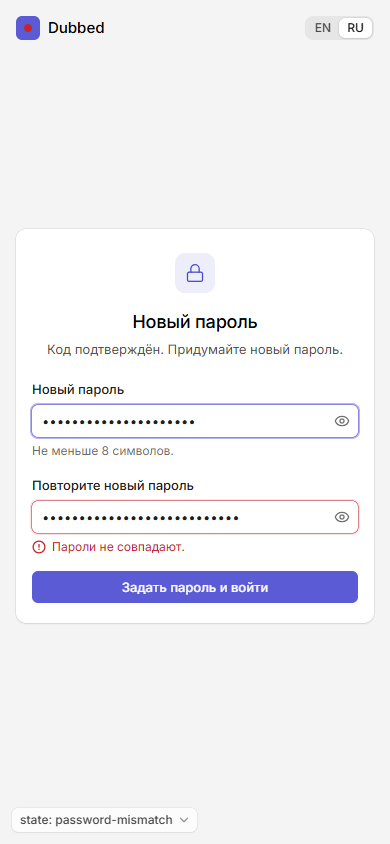 Dubbed
EN RU
Новый пароль
Код подтверждён. Придумайте новый пароль.
Новый пароль
•••••••••••••••••••••
Не меньше 8 символов.
Повторите новый пароль
•••••••••••••••••••••••••••
Пароли не совпадают.
Задать пароль и войти
state: password-mismatch